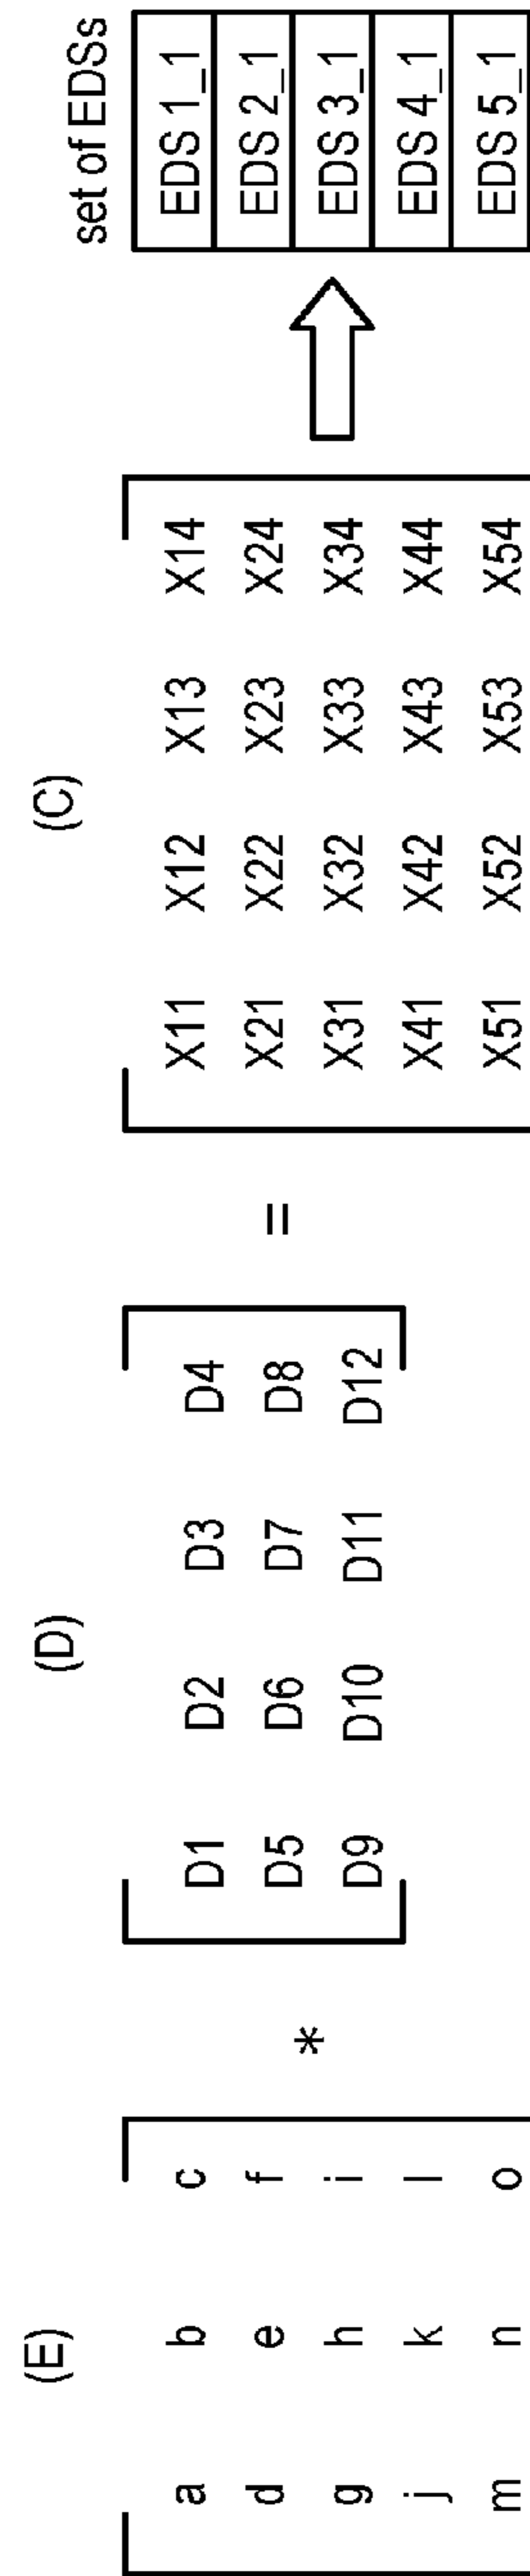 (E) (D) (C) set of EDSs
a b c D1 D2 D3 D4 X11 X12 X13 X14 EDS 1_1
d e f D5 D6 D7 D8 X21 X22 X23 X24 EDS 2_1
g h i * D9 D10 D11 D12 = X31 X32 X33 X34 EDS 3_1
j k l X41 X42 X43 X44 EDS 4_1
m n o X51 X52 X53 X54 EDS 5_1